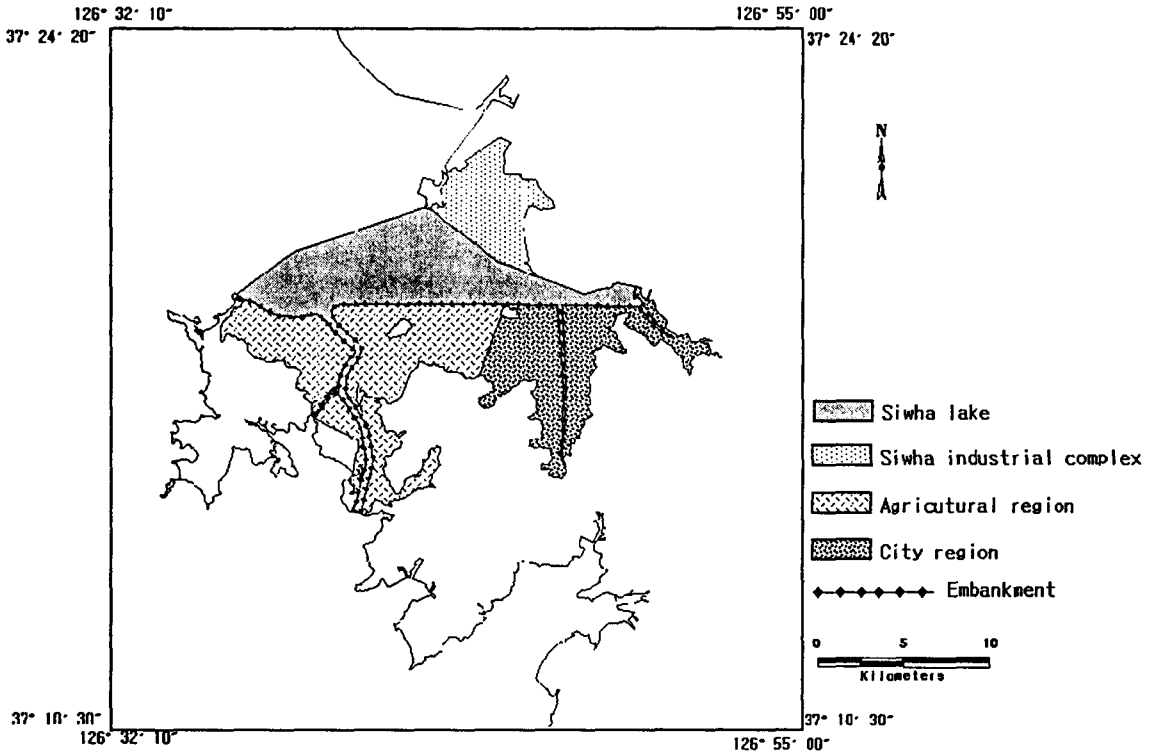 126° 32' 10"
126° 55' 00"
37° 24' 20"
37° 24' 20"
N
Siwha lake
Siwha industrial complex
Agricutural region
City region
Embankment
0 5 10
Kilometers
37° 10' 30"
37° 10' 30"
126° 32' 10"
126° 55' 00"